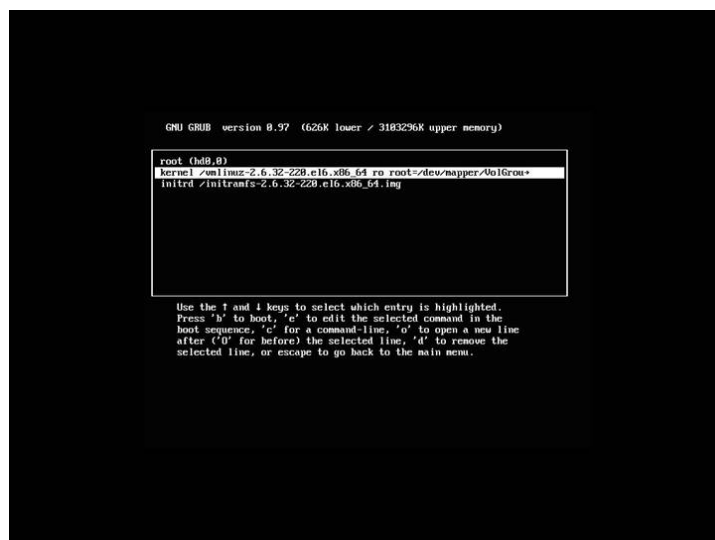 GNU GRUB version 0.97 (626K lower / 3103296K upper memory)
root (hd0,0)
kernel /vmlinuz-2.6.32-220.el6.x86_64 ro root=/dev/mapper/VolGrou→
initrd /initramfs-2.6.32-220.el6.x86_64.img
Use the ↑ and ↓ keys to select which entry is highlighted.
Press 'b' to boot, 'e' to edit the selected command in the
boot sequence, 'c' for a command-line, 'o' to open a new line
after ('O' for before) the selected line, 'd' to remove the
selected line, or escape to go back to the main menu.